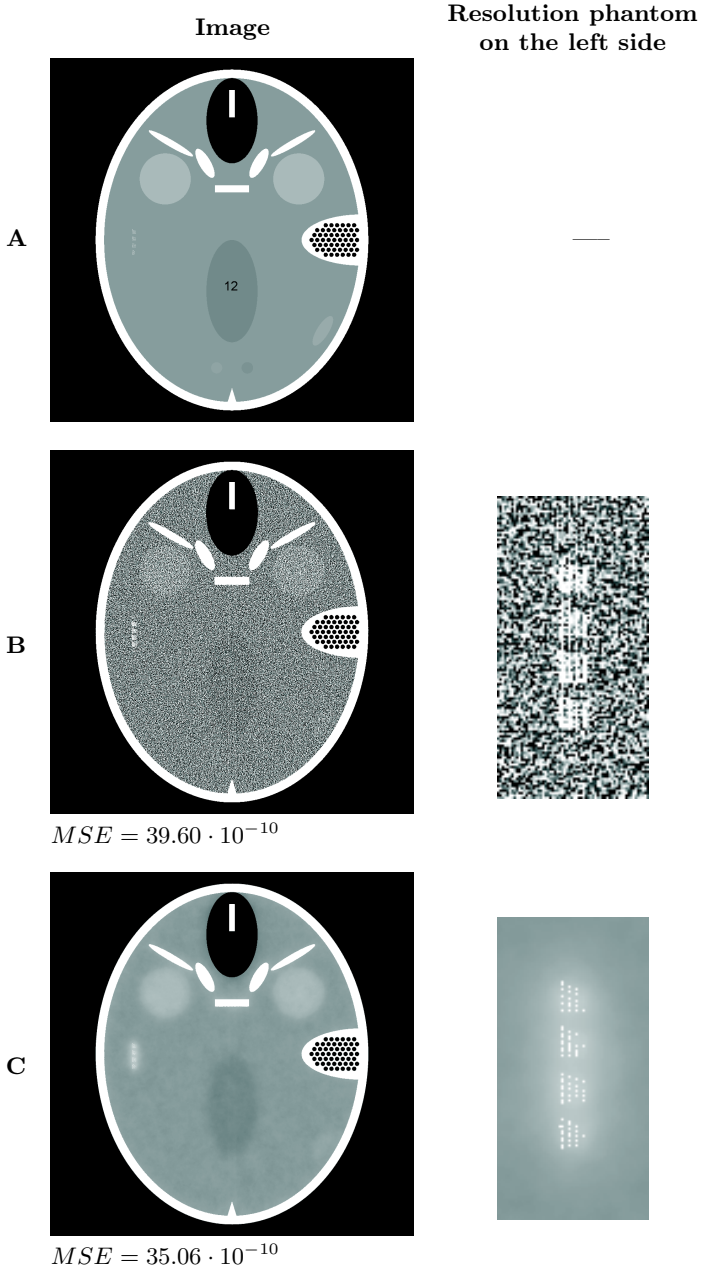 Image
Resolution phantom
on the left side
A
12
—
B
MSE = 39.60 · 10⁻¹⁰
C
MSE = 35.06 · 10⁻¹⁰